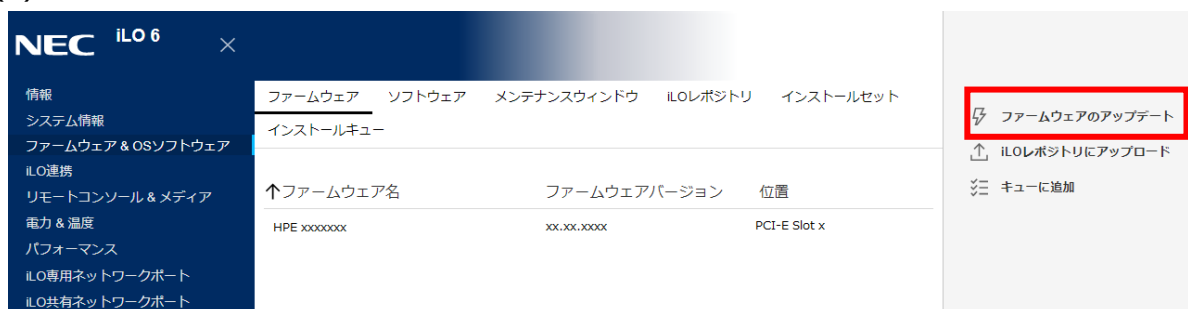 NEC iLO 6 ×
情報
システム情報
ファームウェア & OSソフトウェア
iLO連携
リモートコンソール & メディア
電力 & 温度
パフォーマンス
iLO専用ネットワークポート
iLO共有ネットワークポート
ファームウェア ソフトウェア メンテナンスウィンドウ iLOレポジトリ インストールセット
インストールキュー
↑ファームウェア名 ファームウェアバージョン 位置
HPE xxxxxxx xx.xx.xxxx PCI-E Slot x
ファームウェアのアップデート
iLOレポジトリにアップロード
キューに追加